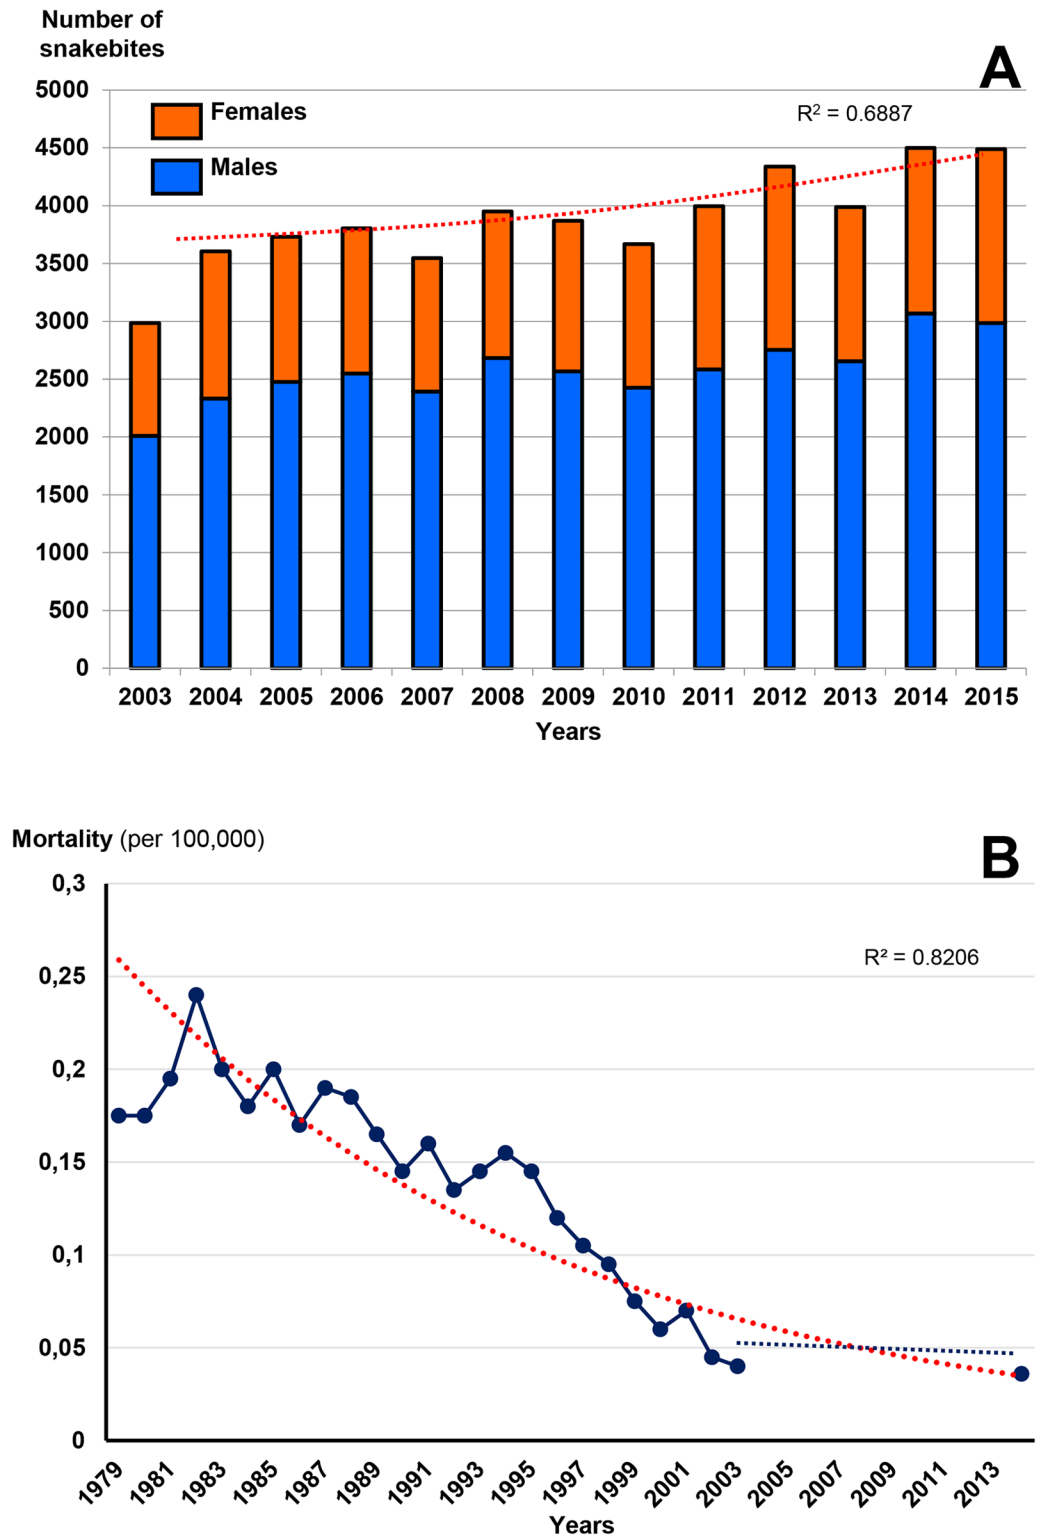 Number of
snakebites
A
5000
Females
R² = 0.6887
4500
Males
4000
3500
3000
2500
2000
1500
1000
500
0
2003 2004 2005 2006 2007 2008 2009 2010 2011 2012 2013 2014 2015
Years
Mortality (per 100,000)
B
0,3
R² = 0.8206
0,25
0,2
0,15
0,1
0,05
0
1979 1981 1983 1985 1987 1989 1991 1993 1995 1997 1999 2001 2003 2005 2007 2009 2011 2013
Years